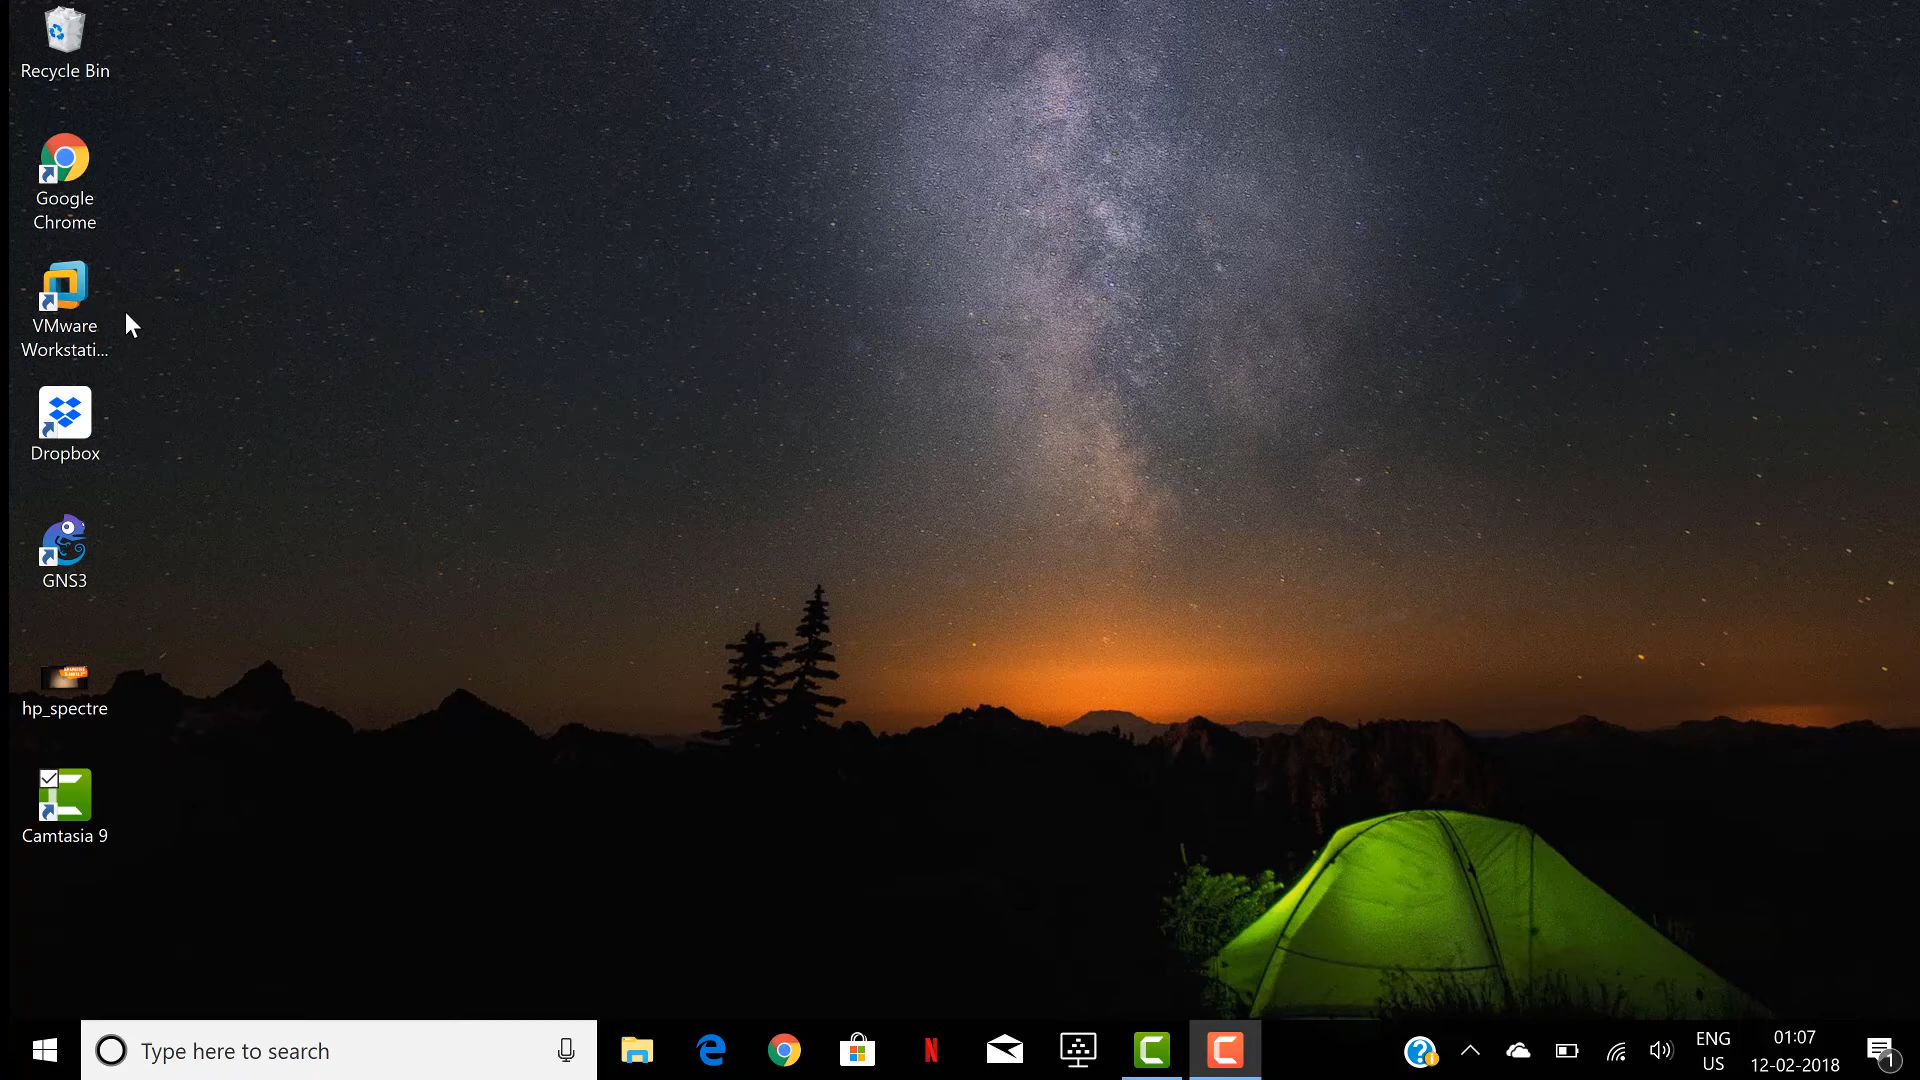 Recycle Bin
Google
Chrome
VMware
Workstati...
Dropbox
GNS3
hp_spectre
Camtasia 9
Type here to search
N
ENG
US
01:07
12-02-2018
1